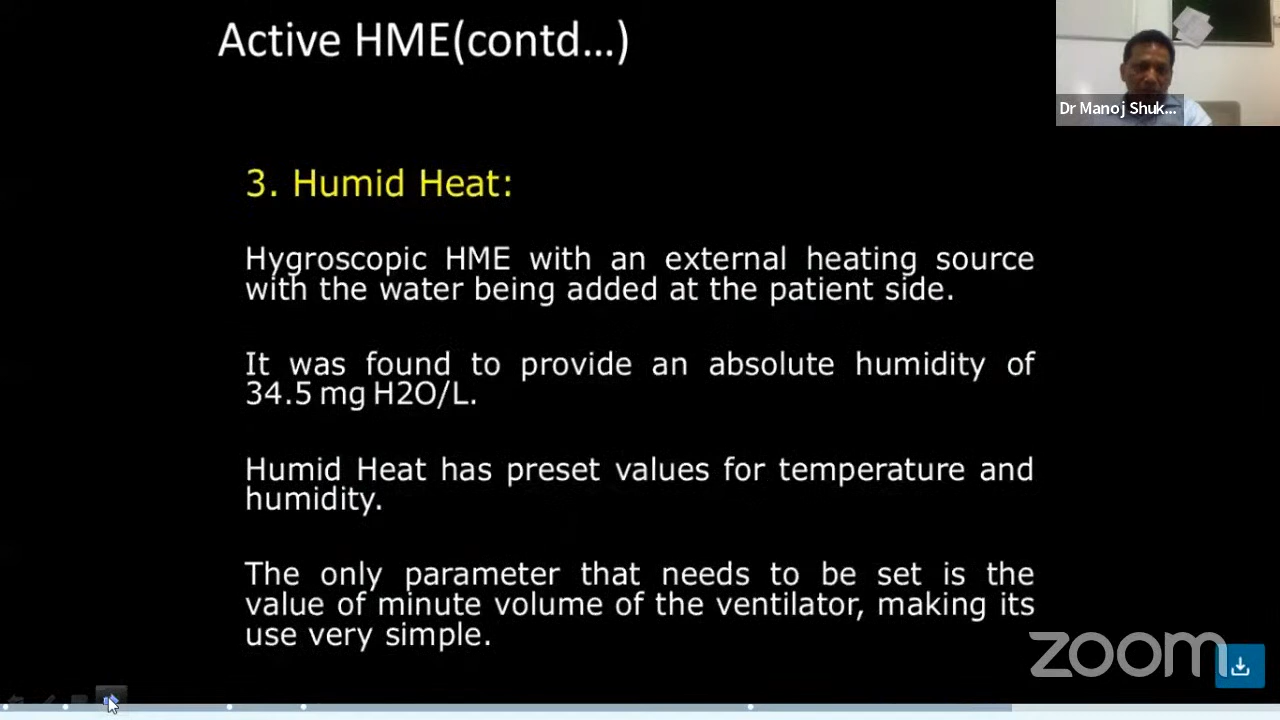 Active HME(contd...)
Dr Manoj Shuk...
3. Humid Heat:
Hygroscopic HME with an external heating source
with the water being added at the patient side.
It was found to provide an absolute humidity of
34.5 mg H2O/L.
Humid Heat has preset values for temperature and
humidity.
The only parameter that needs to be set is the
value of minute volume of the ventilator, making its
use very simple.
zoom